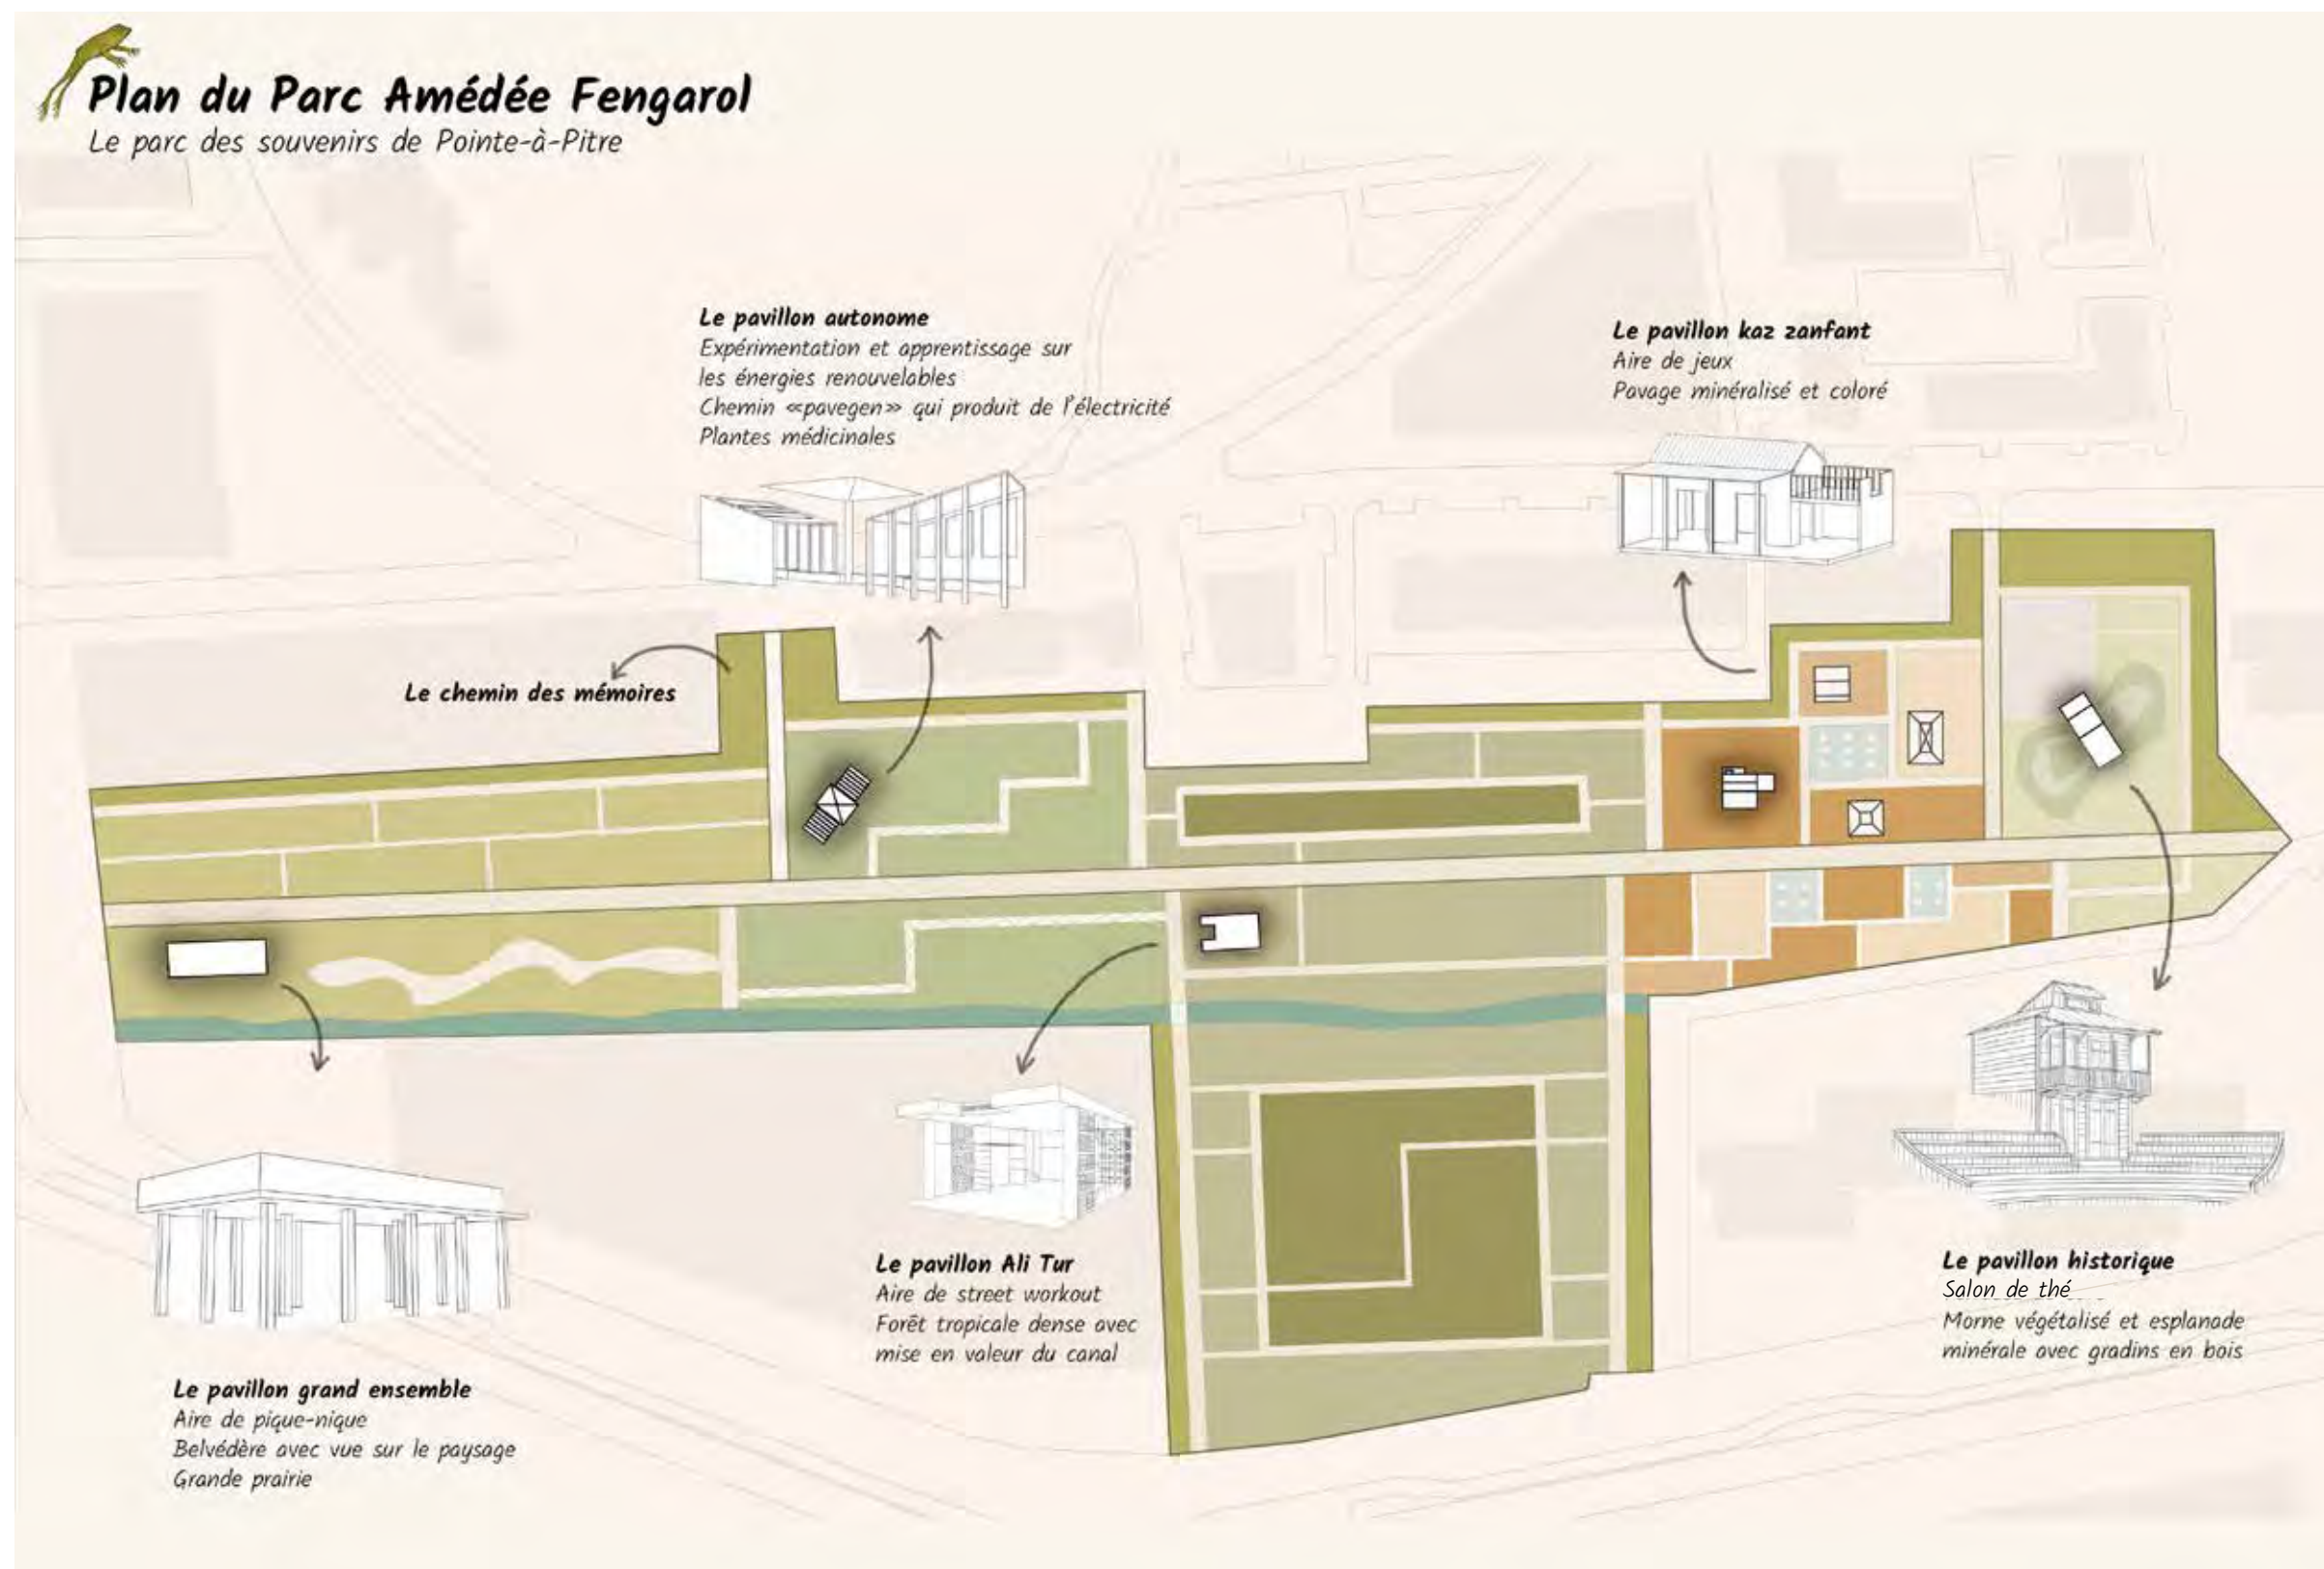 Plan du Parc Amédée Fengarol
Le parc des souvenirs de Pointe-à-Pitre
Le pavillon autonome
Expérimentation et apprentissage sur
les énergies renouvelables
Chemin «pavegen» qui produit de l'électricité
Plantes médicinales
Le pavillon kaz zanfant
Aire de jeux
Pavage minéralisé et coloré
Le chemin des mémoires
Le pavillon grand ensemble
Aire de pique-nique
Belvédère avec vue sur le paysage
Grande prairie
Le pavillon Ali Tur
Aire de street workout
Forêt tropicale dense avec
mise en valeur du canal
Le pavillon historique
Salon de thé
Morne végétalisé et esplanade
minérale avec gradins en bois